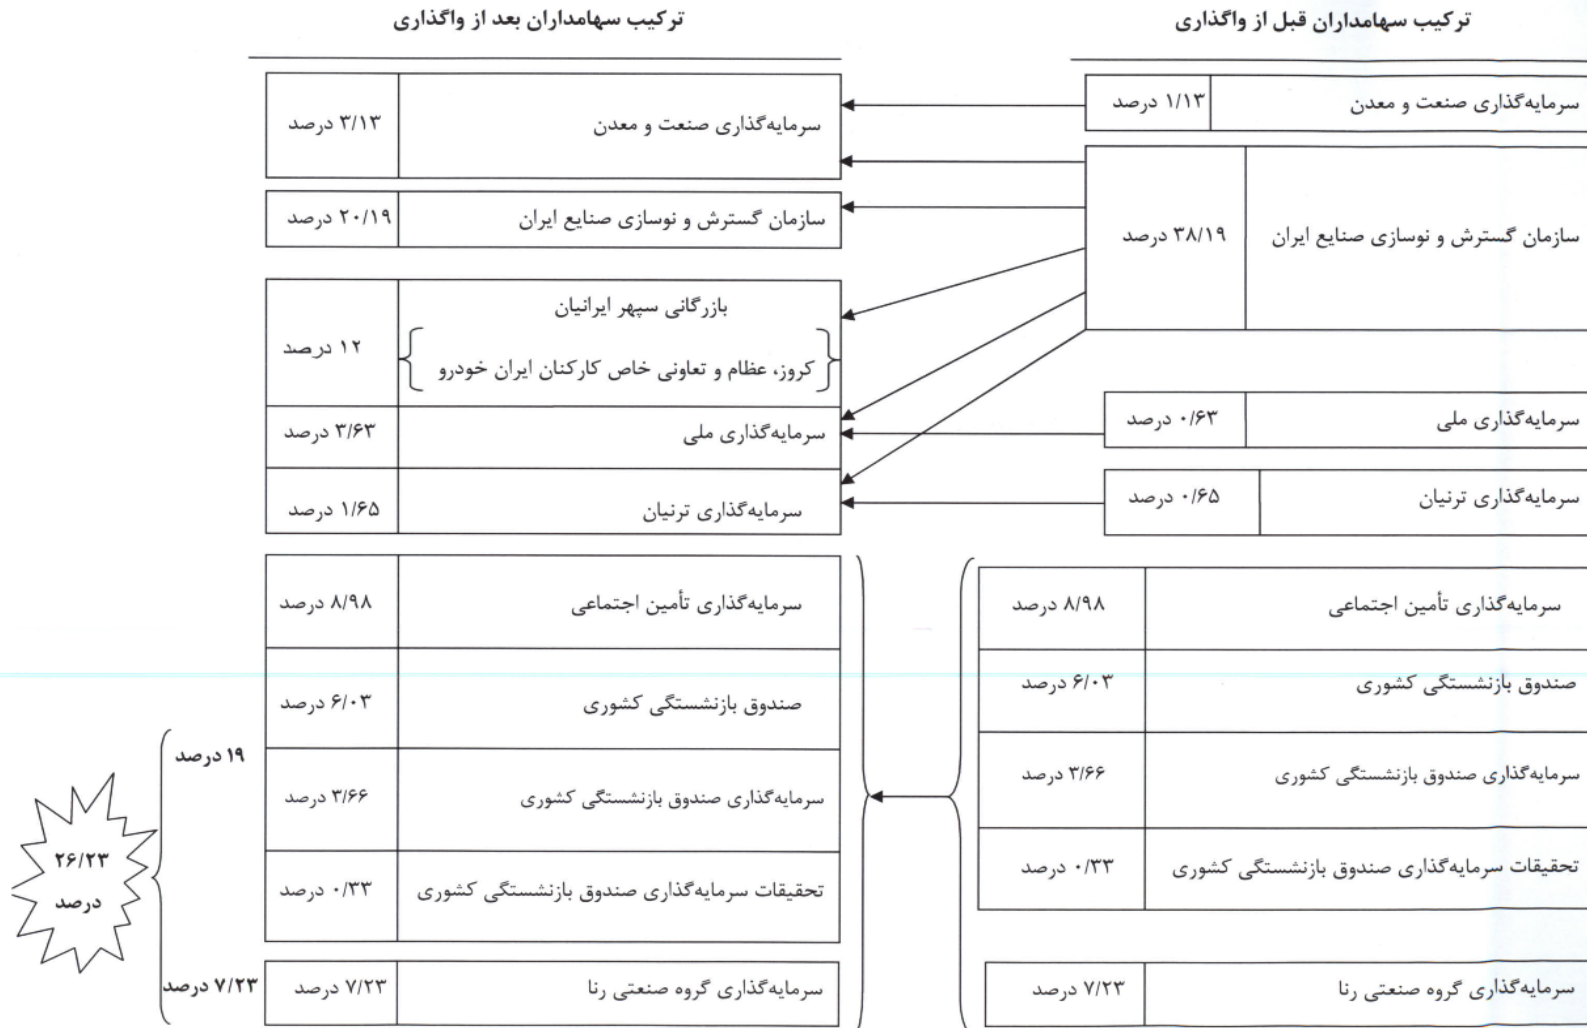 ترکیب سهامداران قبل از واگذاری
سرمایه‌گذاری صنعت و معدن
۱/۱۳ درصد
سازمان گسترش و نوسازی صنایع ایران
۳۸/۱۹ درصد
سرمایه‌گذاری ملی
۰/۶۳ درصد
سرمایه‌گذاری ترنیان
۰/۶۵ درصد
سرمایه‌گذاری تأمین اجتماعی
۸/۹۸ درصد
صندوق بازنشستگی کشوری
۶/۰۳ درصد
سرمایه‌گذاری صندوق بازنشستگی کشوری
۳/۶۶ درصد
تحقیقات سرمایه‌گذاری صندوق بازنشستگی کشوری
۰/۳۳ درصد
سرمایه‌گذاری گروه صنعتی رنا
۷/۲۳ درصد
ترکیب سهامداران بعد از واگذاری
سرمایه‌گذاری صنعت و معدن
۳/۱۳ درصد
سازمان گسترش و نوسازی صنایع ایران
۲۰/۱۹ درصد
بازرگانی سپهر ایرانیان
کروز، عظام و تعاونی خاص کارکنان ایران خودرو
۱۲ درصد
سرمایه‌گذاری ملی
۳/۶۳ درصد
سرمایه‌گذاری ترنیان
۱/۶۵ درصد
سرمایه‌گذاری تأمین اجتماعی
۸/۹۸ درصد
صندوق بازنشستگی کشوری
۶/۰۳ درصد
سرمایه‌گذاری صندوق بازنشستگی کشوری
۳/۶۶ درصد
تحقیقات سرمایه‌گذاری صندوق بازنشستگی کشوری
۰/۳۳ درصد
سرمایه‌گذاری گروه صنعتی رنا
۷/۲۳ درصد
۱۹ درصد
۷/۲۳ درصد
۲۶/۲۳
درصد